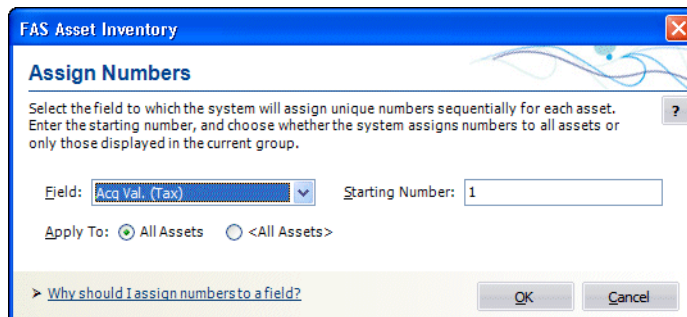 FAS Asset Inventory
Assign Numbers
Select the field to which the system will assign unique numbers sequentially for each asset.
Enter the starting number, and choose whether the system assigns numbers to all assets or
only those displayed in the current group.
?
Field: Acq Val. (Tax) Starting Number: 1
Apply To: All Assets <All Assets>
➤ Why should I assign numbers to a field? OK Cancel